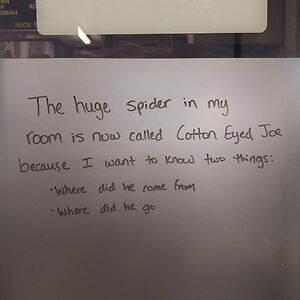 The huge spider in my
room is now called Cotton Eyed Joe
because I want to know two things:
· Where did he come from
· Where did he go